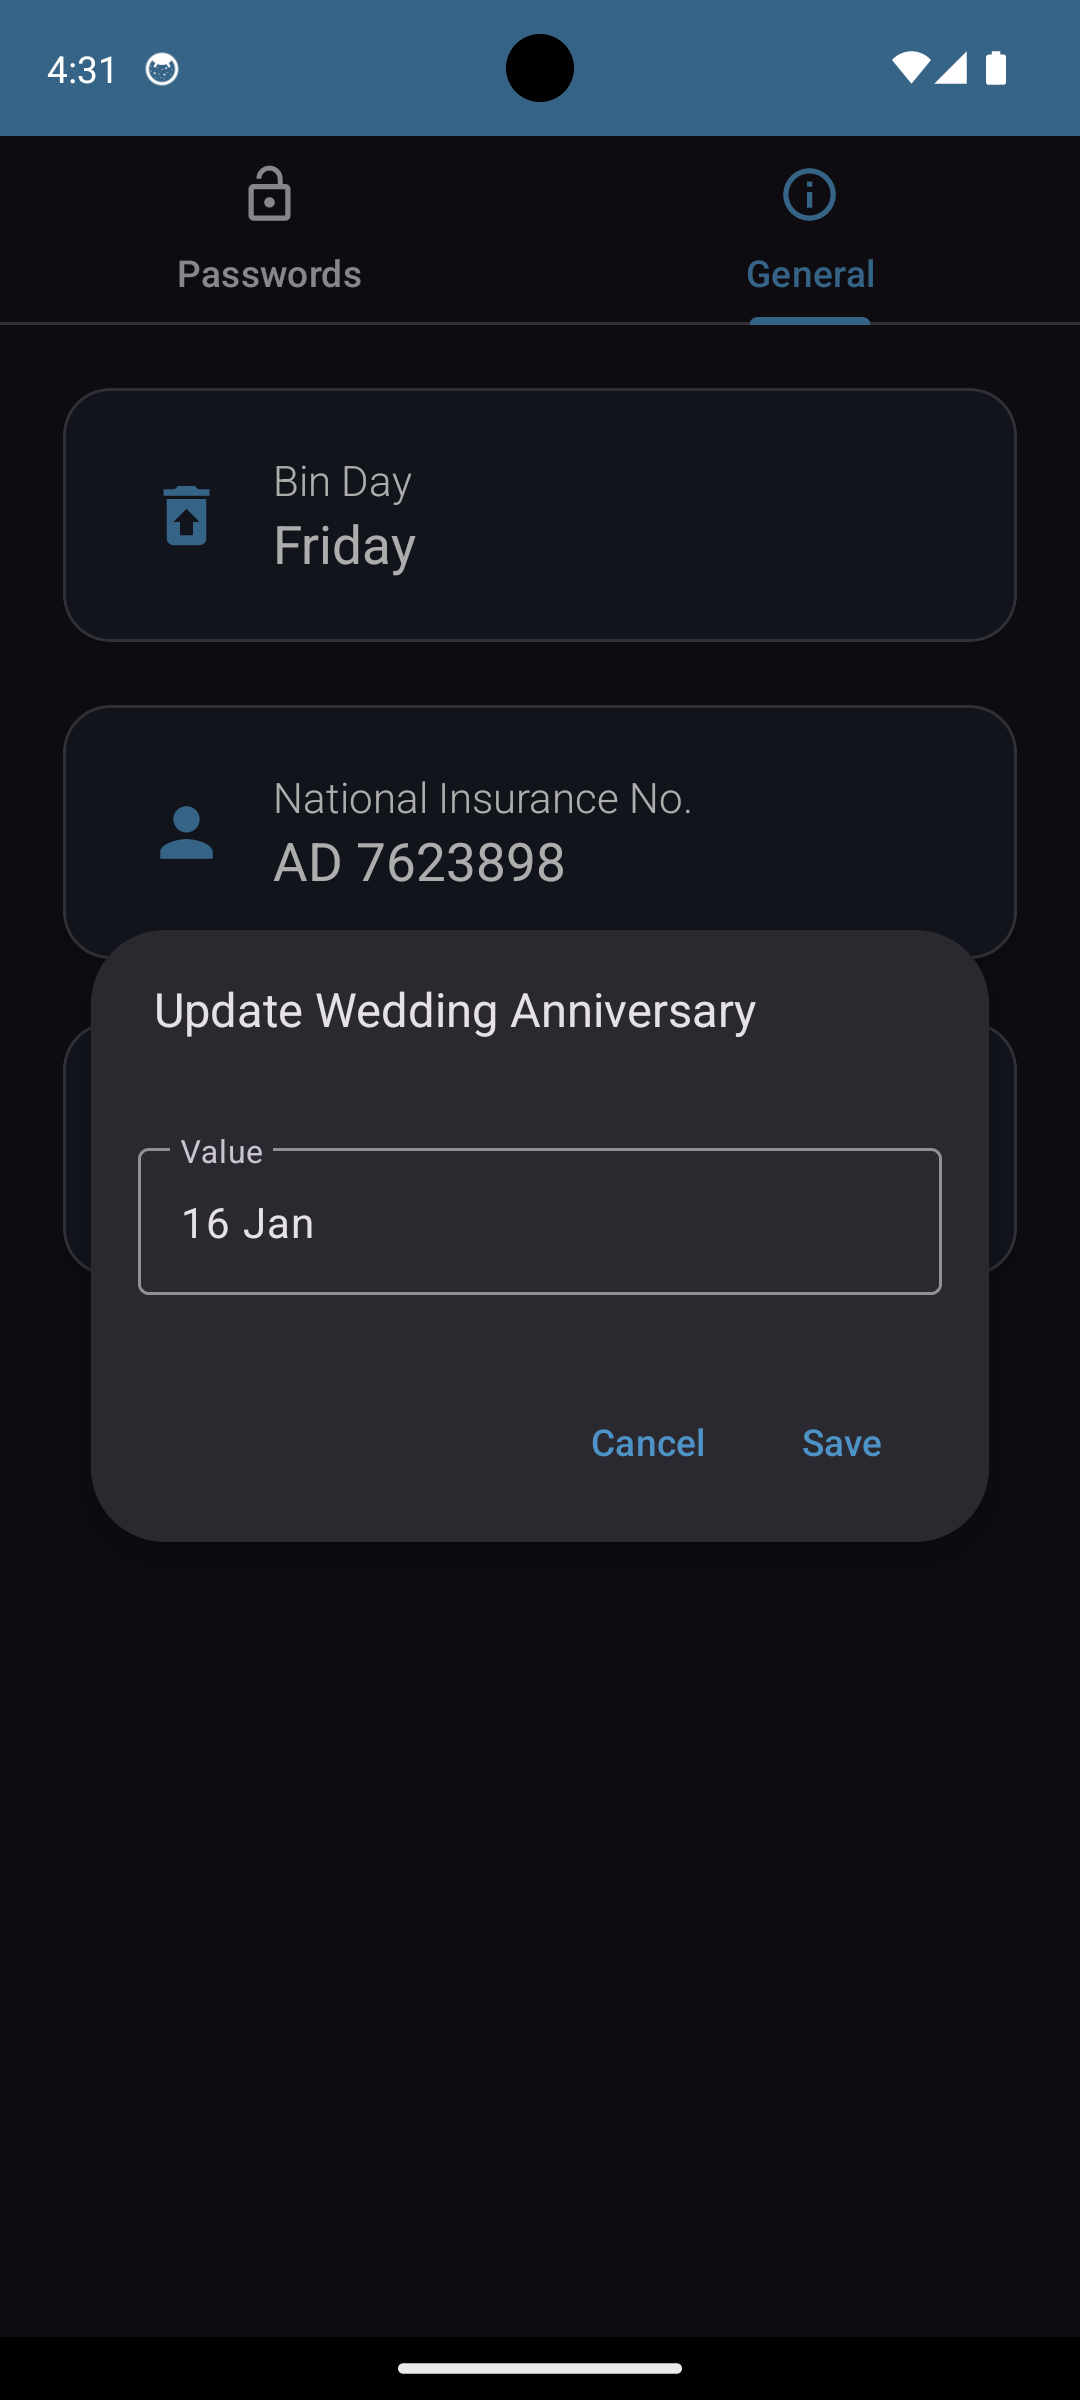 4:31
Passwords
General
Bin Day
Friday
National Insurance No.
AD 7623898
Update Wedding Anniversary
Value
16 Jan
Cancel
Save